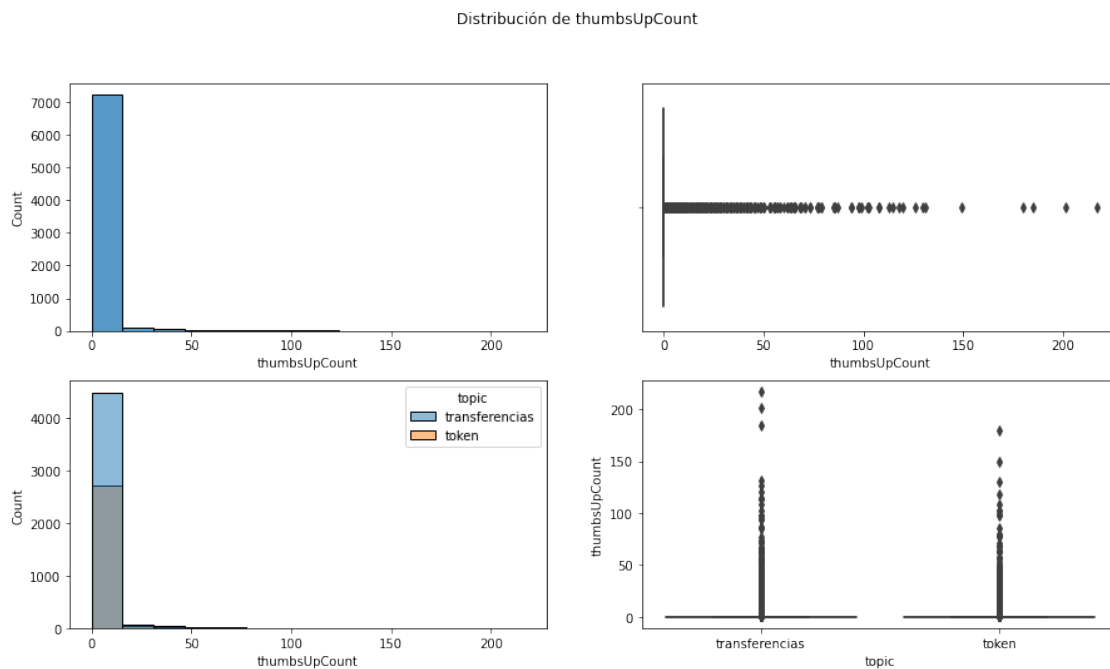 Distribución de thumbsUpCount
7000
6000
5000
4000
3000
2000
1000
0
Count
0 50 100 150 200
thumbsUpCount
0 50 100 150 200
thumbsUpCount
4000
3000
2000
1000
0
Count
topic
transferencias
token
0 50 100 150 200
thumbsUpCount
200
150
100
50
0
thumbsUpCount
transferencias token
topic